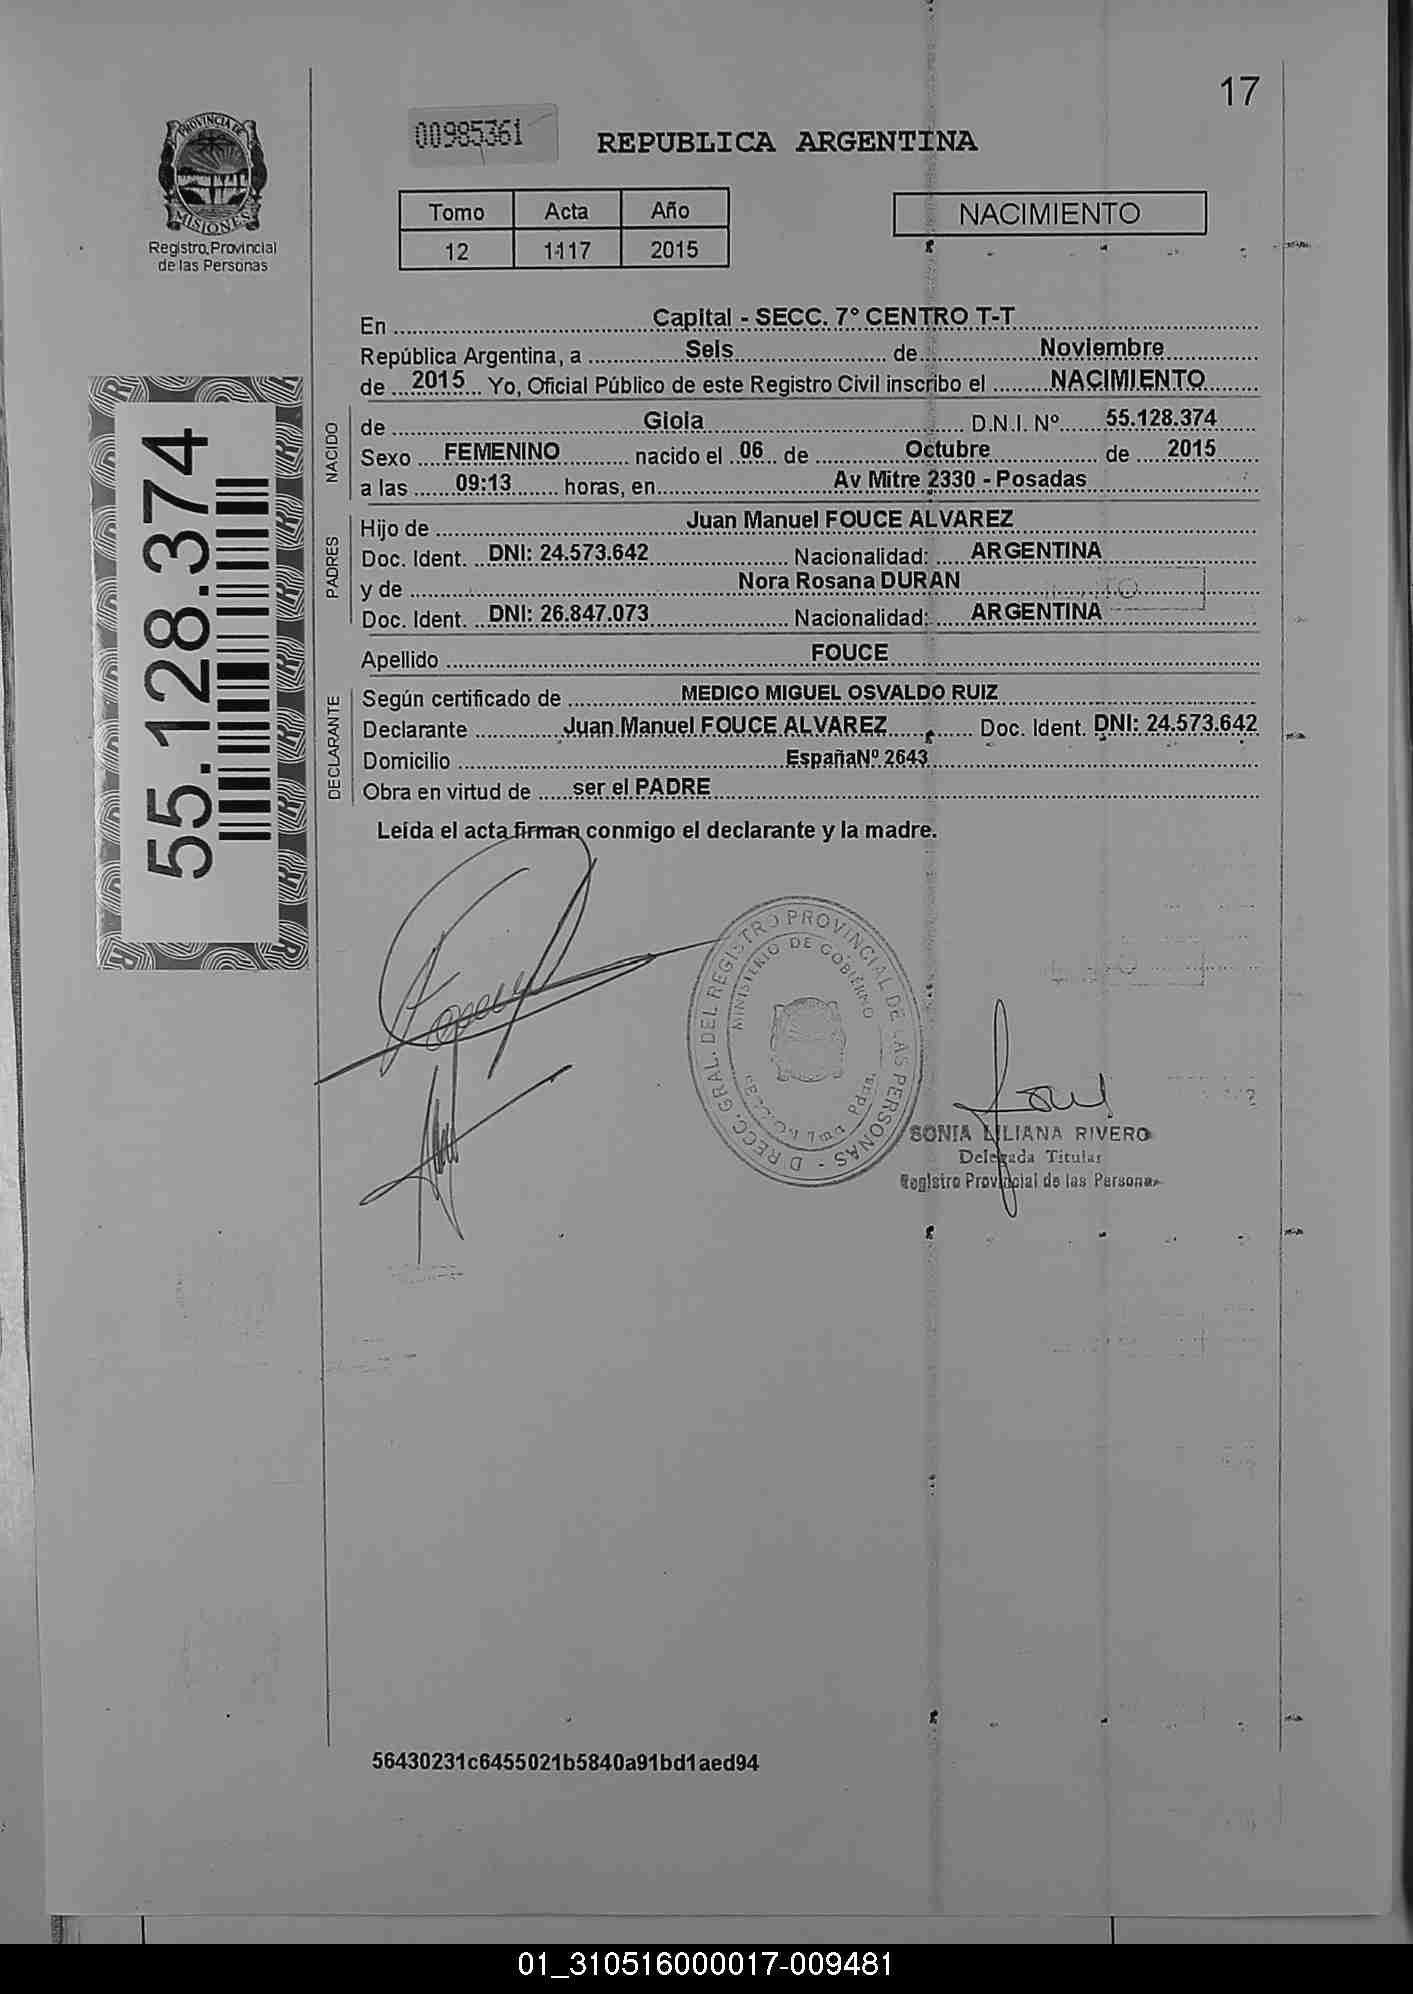 17
PROVINCIA DE
MISIONES
Registro Provincial
de las Personas
00985361
REPUBLICA ARGENTINA
Tomo Acta Año
12 1117 2015
NACIMIENTO
En Capital - SECC. 7° CENTRO T-T
República Argentina, a Seis de Noviembre
de 2015 Yo, Oficial Público de este Registro Civil inscribo el NACIMIENTO
NACIDO
de Gioia D.N.I. Nº 55.128.374
Sexo FEMENINO nacido el 06 de Octubre de 2015
a las 09:13 horas, en Av Mitre 2330 - Posadas
PADRES
Hijo de Juan Manuel FOUCE ALVAREZ
Doc. Ident. DNI: 24.573.642 Nacionalidad: ARGENTINA
y de Nora Rosana DURAN
Doc. Ident. DNI: 26.847.073 Nacionalidad: ARGENTINA
Apellido FOUCE
DECLARANTE
Según certificado de MEDICO MIGUEL OSVALDO RUIZ
Declarante Juan Manuel FOUCE ALVAREZ Doc. Ident. DNI: 24.573.642
Domicilio EspañaNº 2643
Obra en virtud de ser el PADRE
Leída el acta firman conmigo el declarante y la madre.
55.128.374
DIRECC. GRAL. DEL REGISTRO PROVINCIAL DE LAS PERSONAS -
MINISTERIO DE GOBIERNO
SONIA LILIANA RIVERO
Delegada Titular
Registro Provincial de las Personas
56430231c6455021b5840a91bd1aed94
01_310516000017-009481